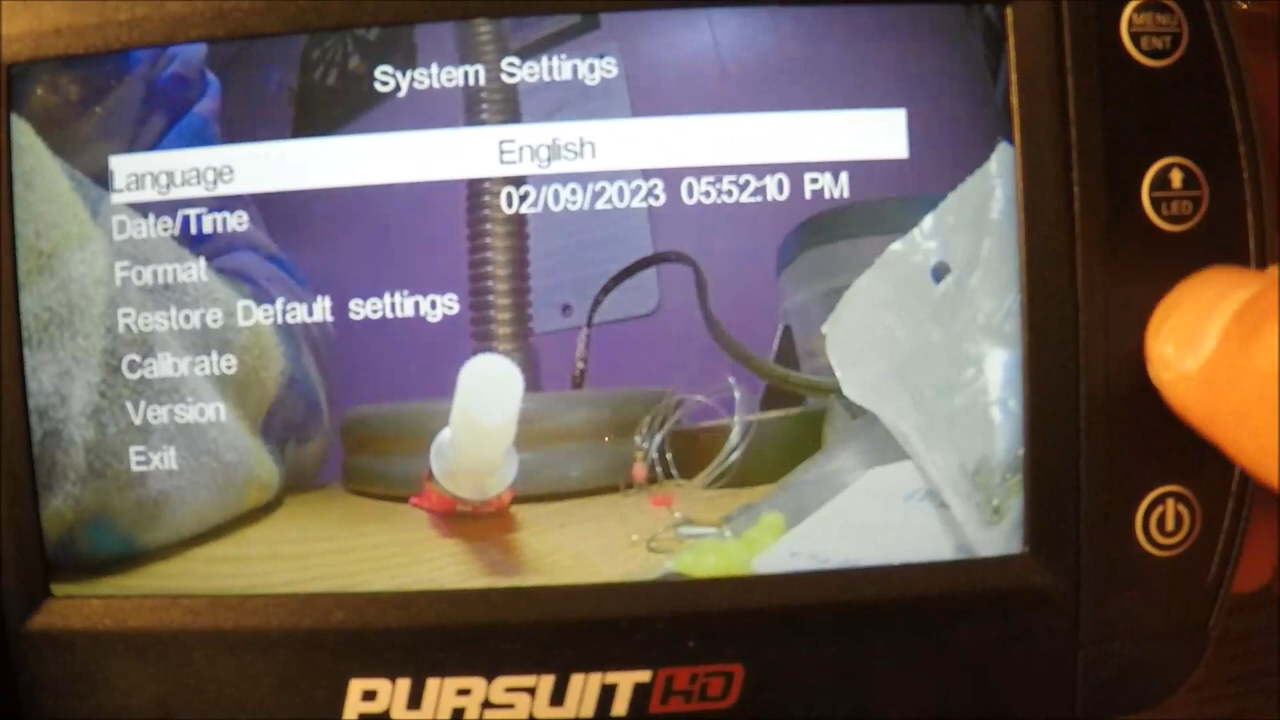 System Settings
Language English
Date/Time 02/09/2023 05:52:10 PM
Format
Restore Default settings
Calibrate
Version
Exit
MENU
ENT
LED
PURSUIT HD